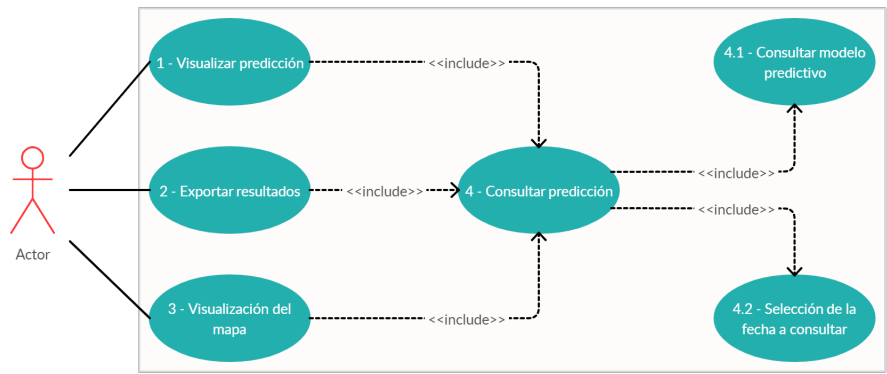 1 - Visualizar predicción
<<include>>
4.1 - Consultar modelo
predictivo
2 - Exportar resultados
<<include>>
4 - Consultar predicción
<<include>>
<<include>>
Actor
3 - Visualización del
mapa
<<include>>
4.2 - Selección de la
fecha a consultar